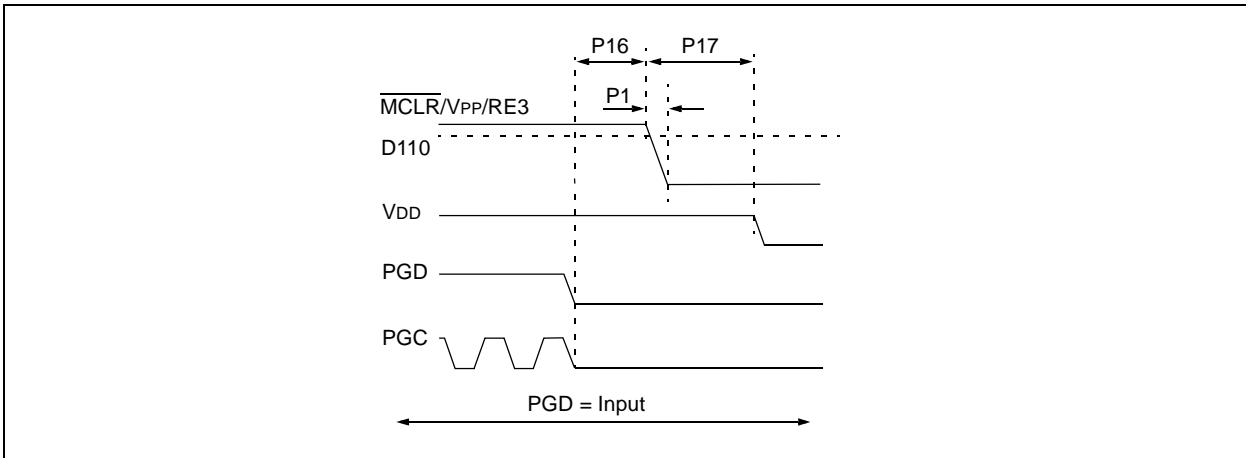 P16 P17
P1
MCLR/VPP/RE3
D110
VDD
PGD
PGC
PGD = Input